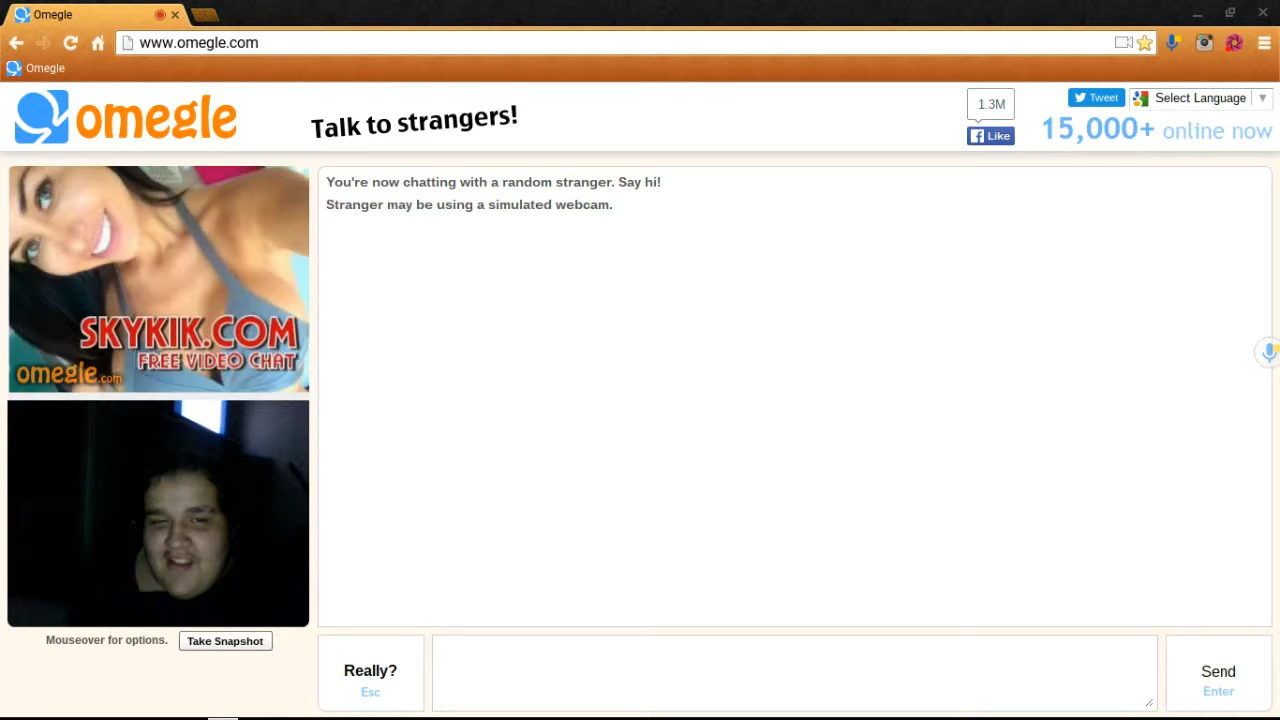 Omegle
www.omegle.com
Omegle
omegle
Talk to strangers!
1.3M
Like
Tweet
Select Language
15,000+ online now
SKYKIK.COM
FREE VIDEO CHAT
omegle.com
You're now chatting with a random stranger. Say hi!
Stranger may be using a simulated webcam.
Mouseover for options.
Take Snapshot
Really?
Esc
Send
Enter